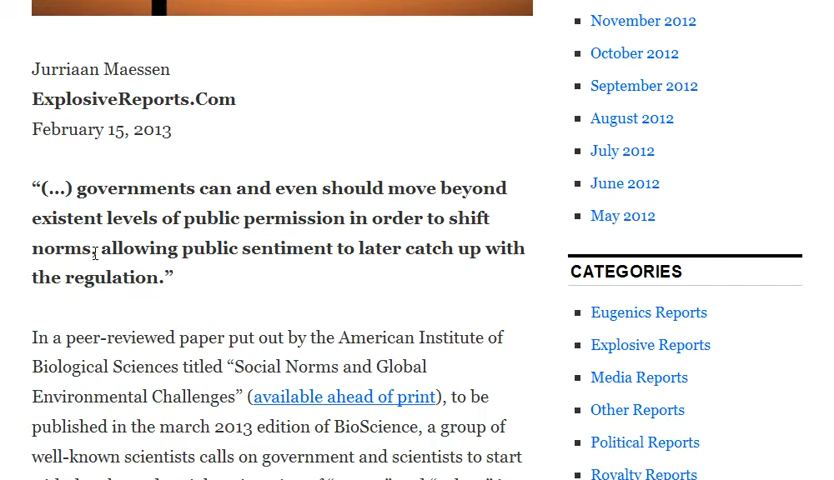 Jurriaan Maessen
ExplosiveReports.Com
February 15, 2013
“(…) governments can and even should move beyond
existent levels of public permission in order to shift
norms, allowing public sentiment to later catch up with
the regulation.”
In a peer-reviewed paper put out by the American Institute of
Biological Sciences titled “Social Norms and Global
Environmental Challenges” (available ahead of print), to be
published in the march 2013 edition of BioScience, a group of
well-known scientists calls on government and scientists to start
November 2012
October 2012
September 2012
August 2012
July 2012
June 2012
May 2012
CATEGORIES
Eugenics Reports
Explosive Reports
Media Reports
Other Reports
Political Reports
Royalty Reports